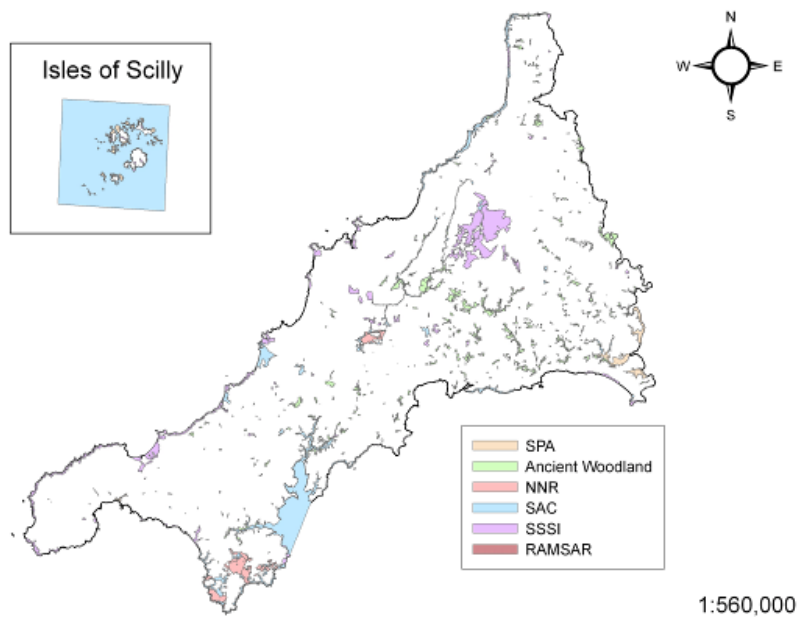 Isles of Scilly
N
W
E
S
SPA
Ancient Woodland
NNR
SAC
SSSI
RAMSAR
1:560,000